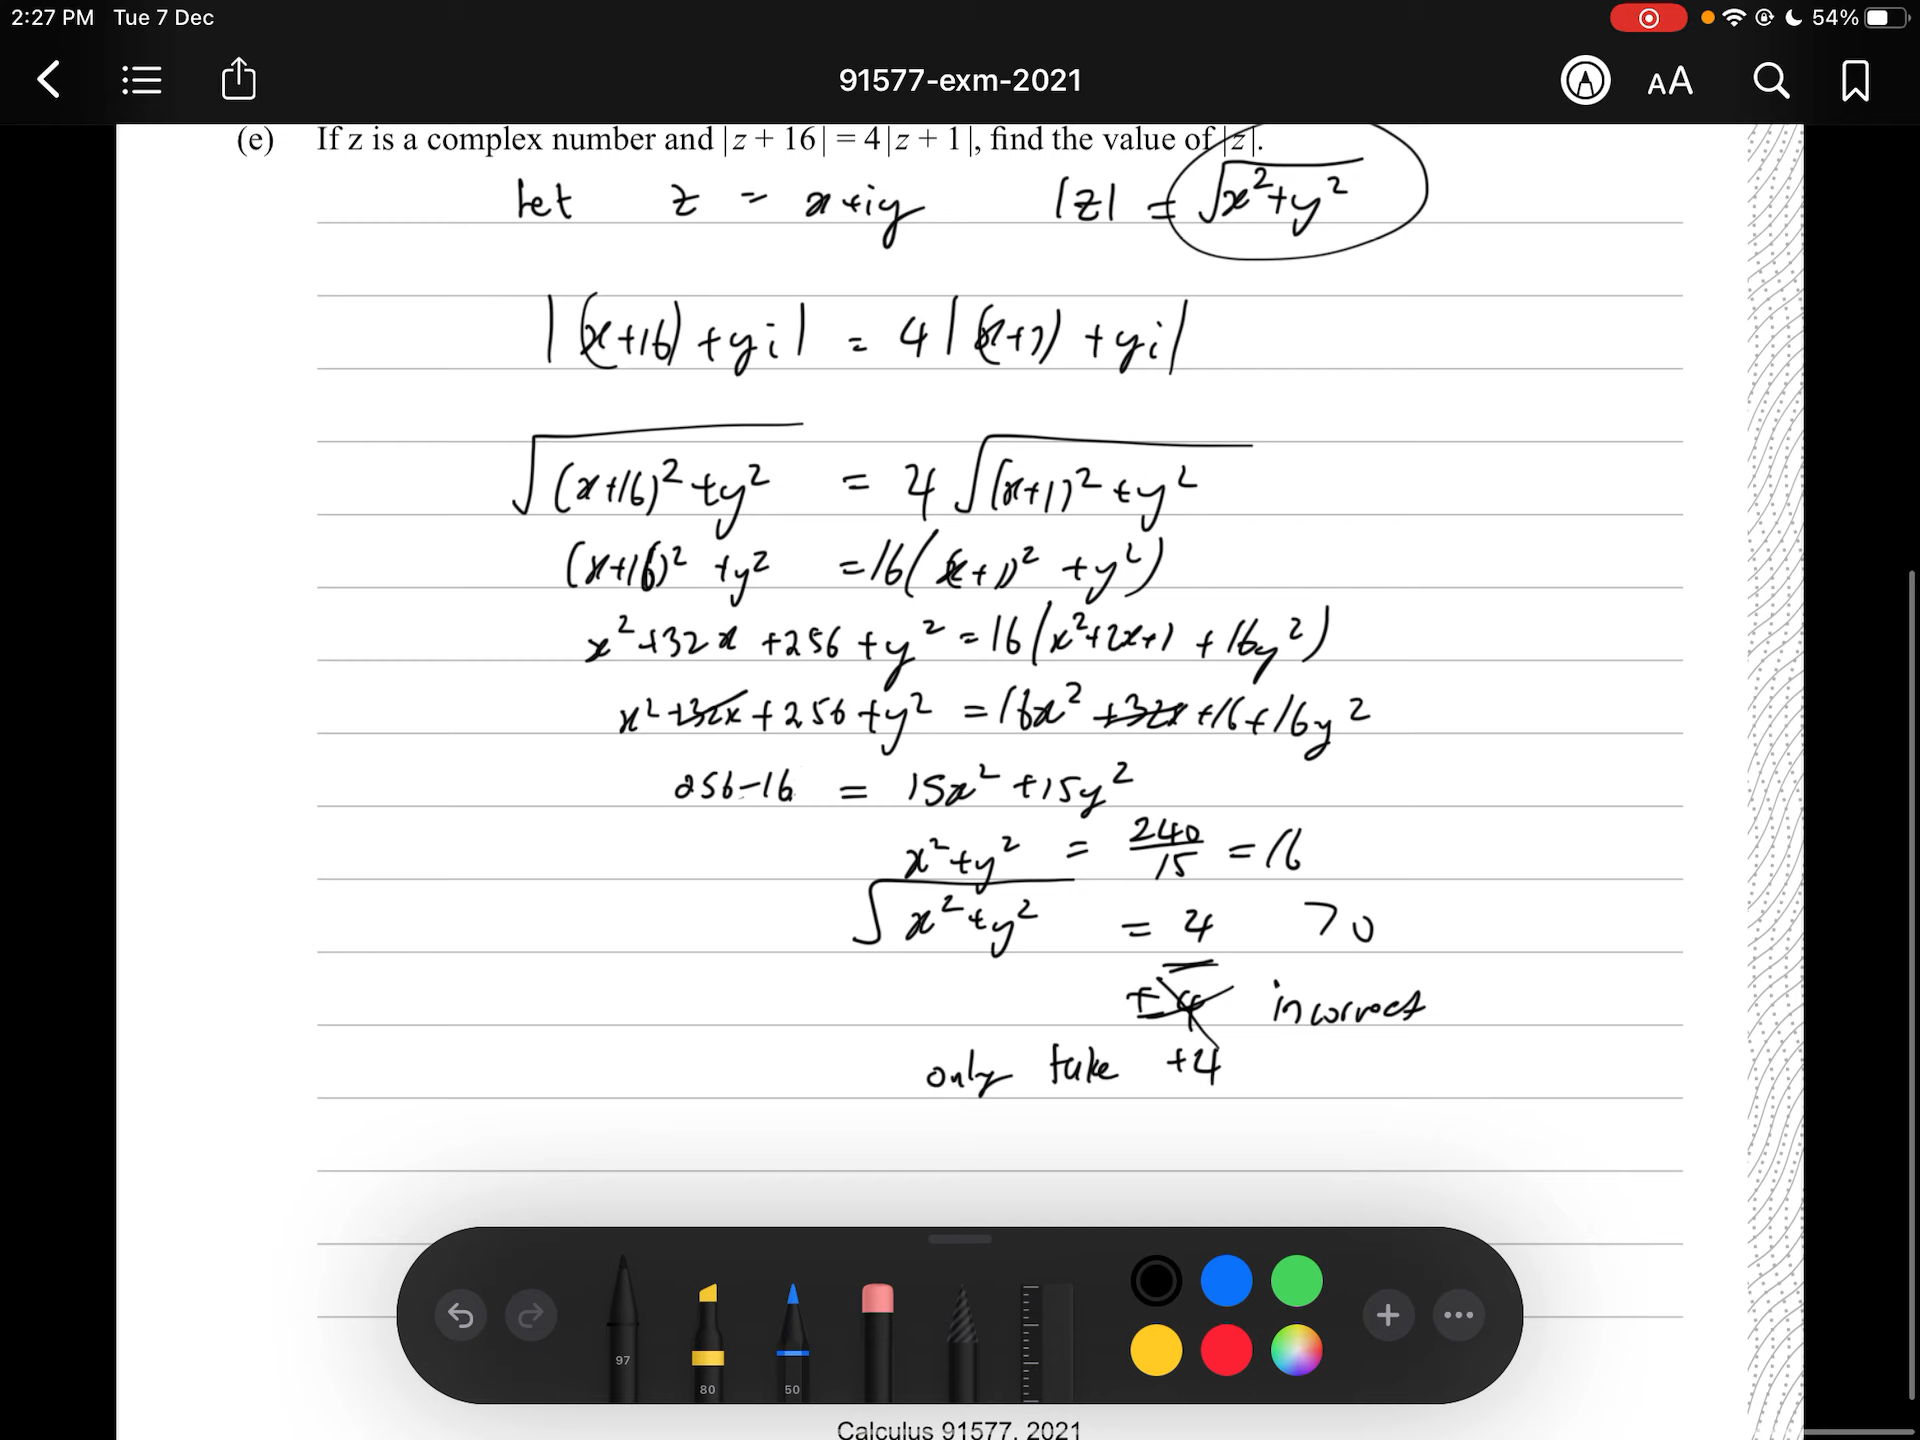 2:27 PM Tue 7 Dec 54%
91577-exm-2021
AA
(e) If z is a complex number and |z + 16| = 4|z + 1|, find the value of |z|.
Let z = x+iy |z| = √x²+y²
|(x+16) +yi| = 4|(x+1) +yi|
√(x+16)² +y² = 4√(x+1)² +y²
(x+16)² +y² =16((x+1)² +y²)
x² +32x +256 +y² = 16(x²+2x+1 +16y²)
x² +32x + 256 +y² = 16x² +32x +16+16y²
256-16 = 15x² +15y²
x²+y² = 240/15 = 16
√x²+y² = 4 >0
±4 incorrect
only take +4
97 80 50
Calculus 91577, 2021